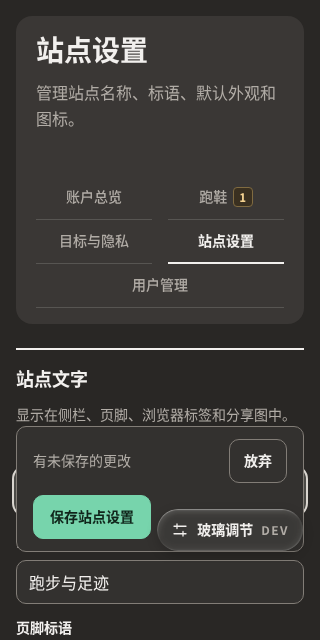 站点设置
管理站点名称、标语、默认外观和
图标。
账户总览
跑鞋 1
目标与隐私
站点设置
用户管理
站点文字
显示在侧栏、页脚、浏览器标签和分享图中。
有未保存的更改
放弃
保存站点设置
玻璃调节 DEV
跑步与足迹
页脚标语